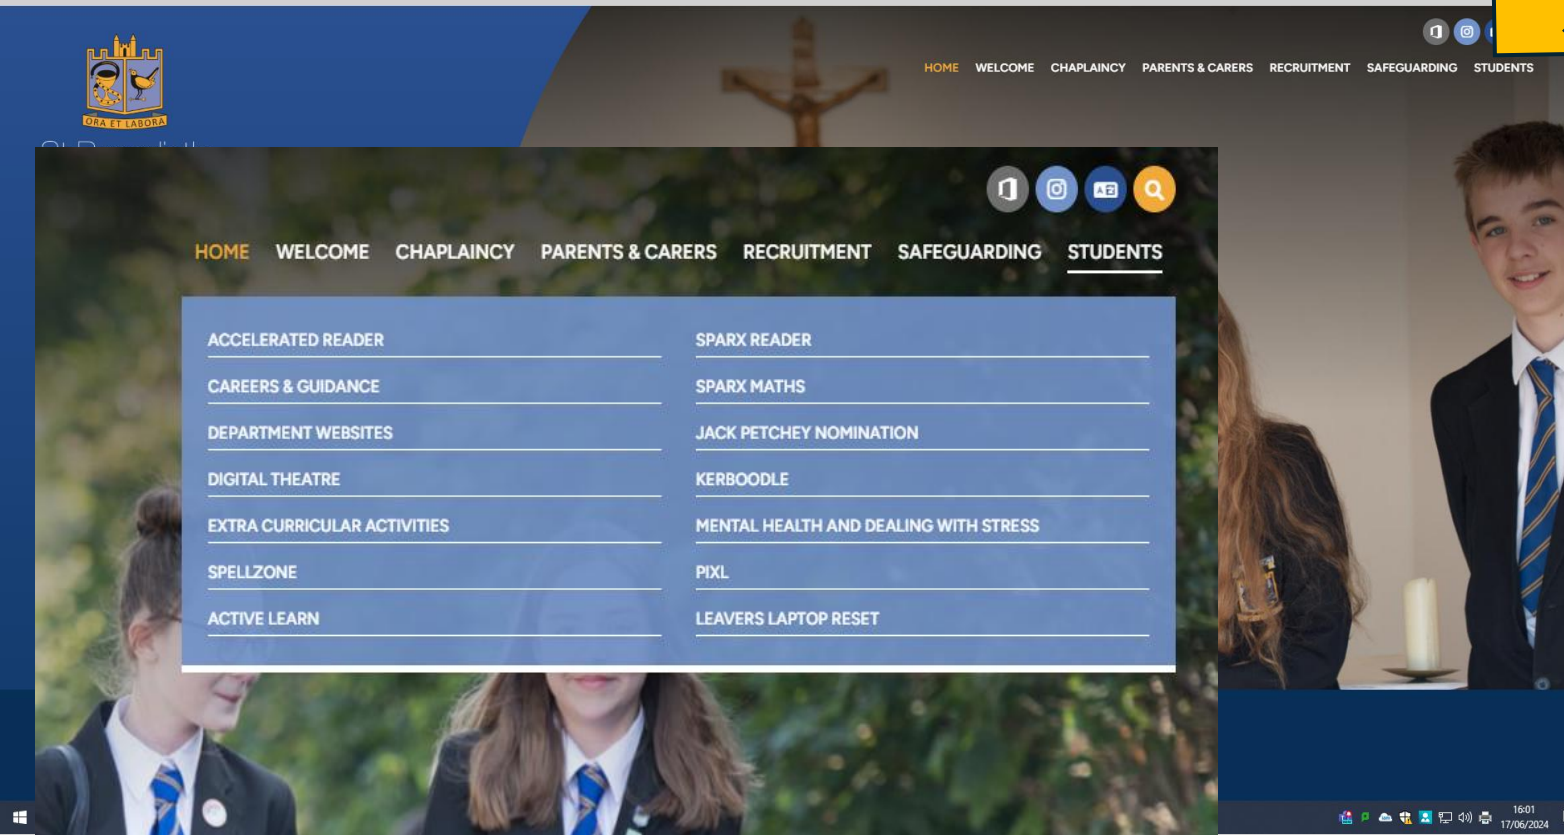 HOME WELCOME CHAPLAINCY PARENTS & CARERS RECRUITMENT SAFEGUARDING STUDENTS
ORA ET LABORA
HOME WELCOME CHAPLAINCY PARENTS & CARERS RECRUITMENT SAFEGUARDING STUDENTS
ACCELERATED READER
SPARX READER
CAREERS & GUIDANCE
SPARX MATHS
DEPARTMENT WEBSITES
JACK PETCHEY NOMINATION
DIGITAL THEATRE
KERBOODLE
EXTRA CURRICULAR ACTIVITIES
MENTAL HEALTH AND DEALING WITH STRESS
SPELLZONE
PIXL
ACTIVE LEARN
LEAVERS LAPTOP RESET
16:01
17/06/2024